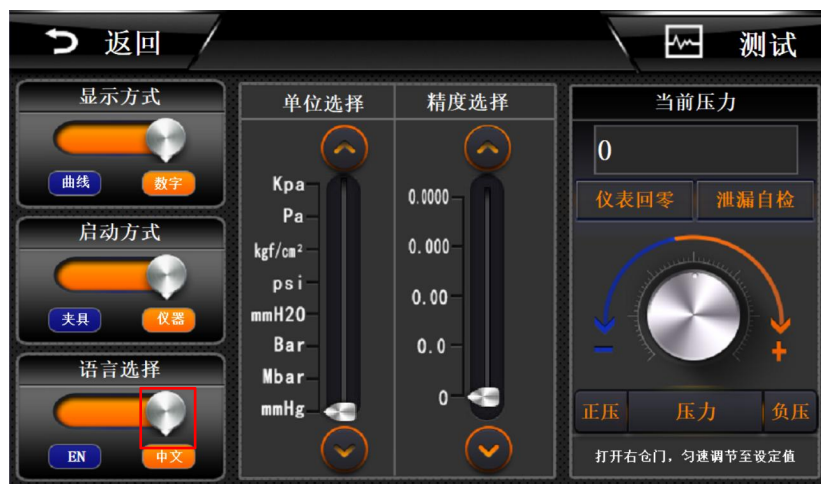 返回
测试
显示方式
曲线
数字
启动方式
夹具
仪器
语言选择
EN
中文
单位选择
Kpa
Pa
kgf/cm²
psi
mmH2O
Bar
Mbar
mmHg
精度选择
0.0000
0.000
0.00
0.0
0
当前压力
0
仪表回零 泄漏自检
− +
正压 压力 负压
打开右仓门，匀速调节至设定值